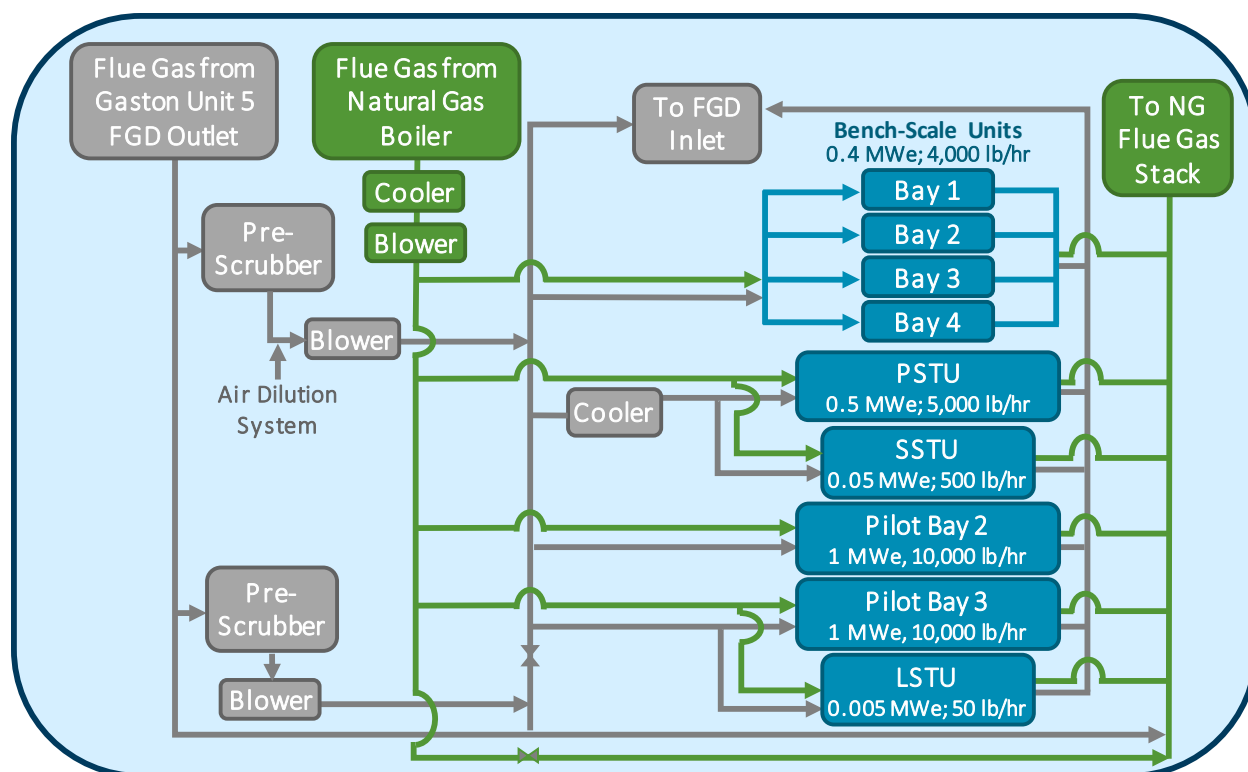 Flue Gas from
Gaston Unit 5
FGD Outlet
Flue Gas from
Natural Gas
Boiler
To FGD
Inlet
To NG
Flue Gas
Stack
Bench-Scale Units
0.4 MWe; 4,000 lb/hr
Cooler
Blower
Pre-
Scrubber
Blower
Air Dilution
System
Bay 1
Bay 2
Bay 3
Bay 4
Cooler
PSTU
0.5 MWe; 5,000 lb/hr
SSTU
0.05 MWe; 500 lb/hr
Pilot Bay 2
1 MWe, 10,000 lb/hr
Pre-
Scrubber
Blower
Pilot Bay 3
1 MWe, 10,000 lb/hr
LSTU
0.005 MWe; 50 lb/hr